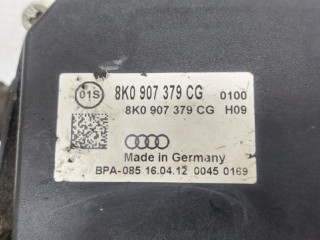 01S
8K0 907 379 CG 0100
8K0 907 379 CG H09
Made in Germany
BPA-085 16.04.12 0045 0169